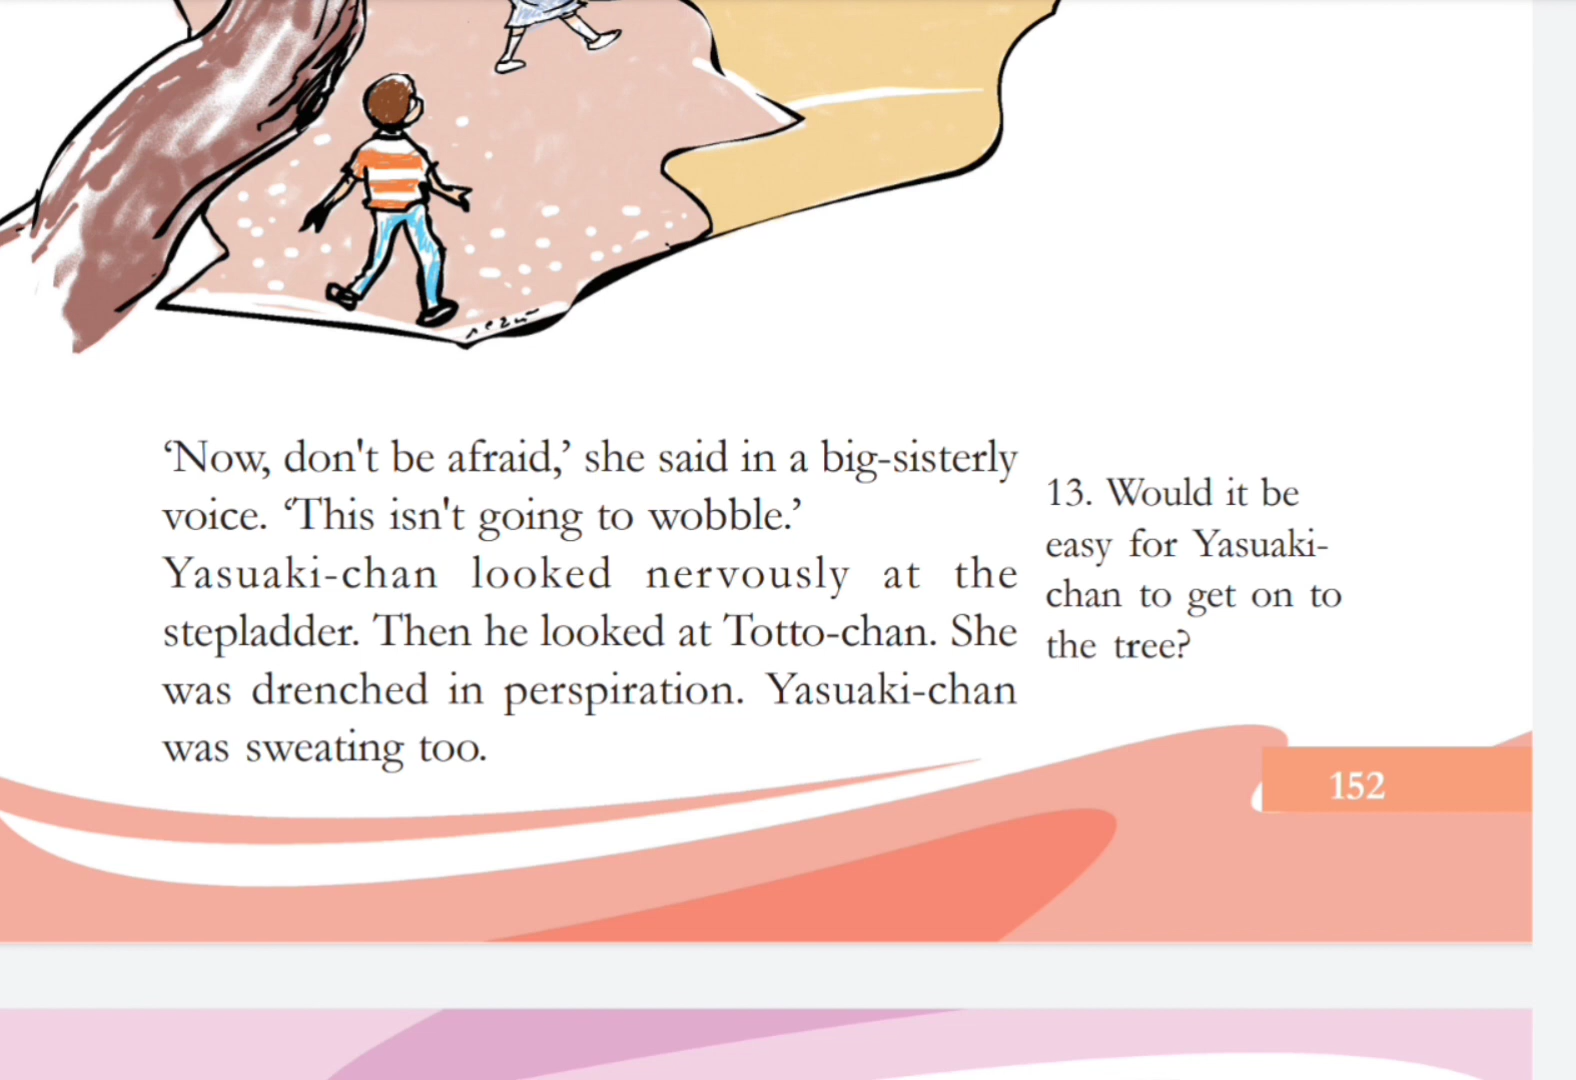 ‘Now, don't be afraid,’ she said in a big-sisterly
voice. ‘This isn't going to wobble.’
Yasuaki-chan looked nervously at the
stepladder. Then he looked at Totto-chan. She
was drenched in perspiration. Yasuaki-chan
was sweating too.
13. Would it be
easy for Yasuaki-
chan to get on to
the tree?
152